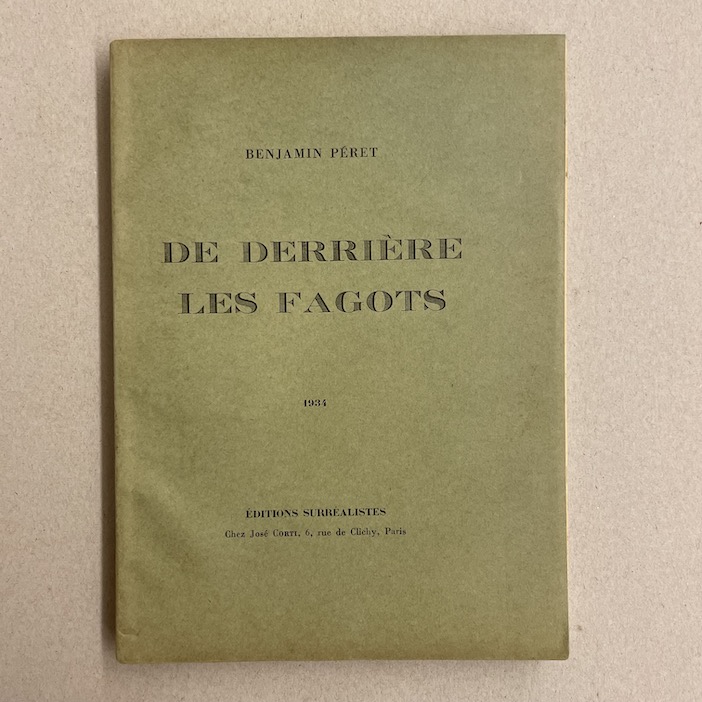 BENJAMIN PÉRET
DE DERRIÈRE
LES FAGOTS
1934
ÉDITIONS SURRÉALISTES
Chez José CORTI, 6, rue de Clichy, Paris